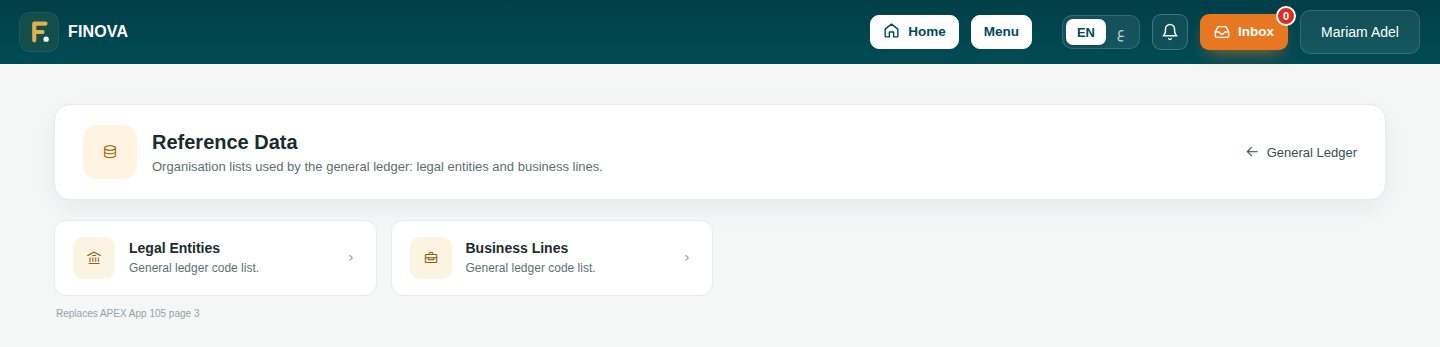 F.
FINOVA
Home
Menu
EN
ع
Inbox
0
Mariam Adel
Reference Data
Organisation lists used by the general ledger: legal entities and business lines.
← General Ledger
Legal Entities
General ledger code list.
›
Business Lines
General ledger code list.
›
Replaces APEX App 105 page 3